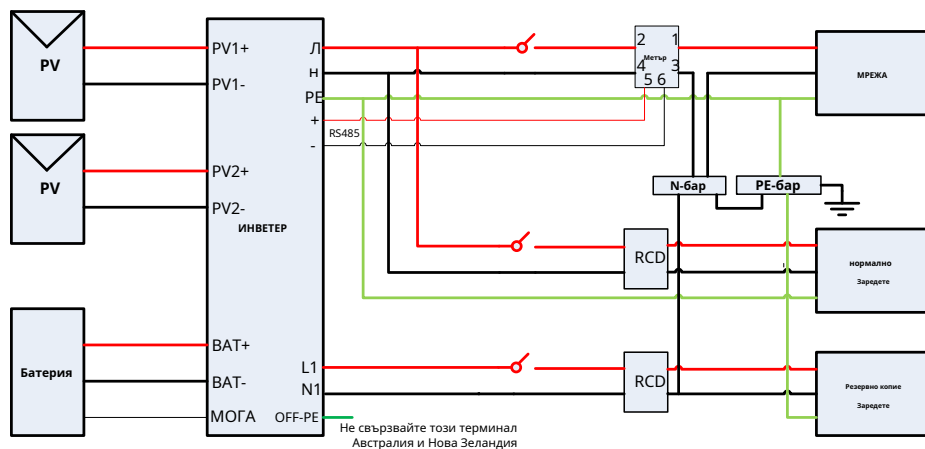 PV
PV
Батерия
PV1+
PV1-
PV2+
PV2-
ИНВЕТЕР
BAT+
BAT-
МОГА
Л
н
PE
+
-
RS485
L1
N1
OFF-PE
Не свързвайте този терминал
Австралия и Нова Зеландия
2 1
Метър
4 3
5 6
МРЕЖА
N-бар
PE-бар
RCD
нормално
Заредете
RCD
Резервно копие
Заредете